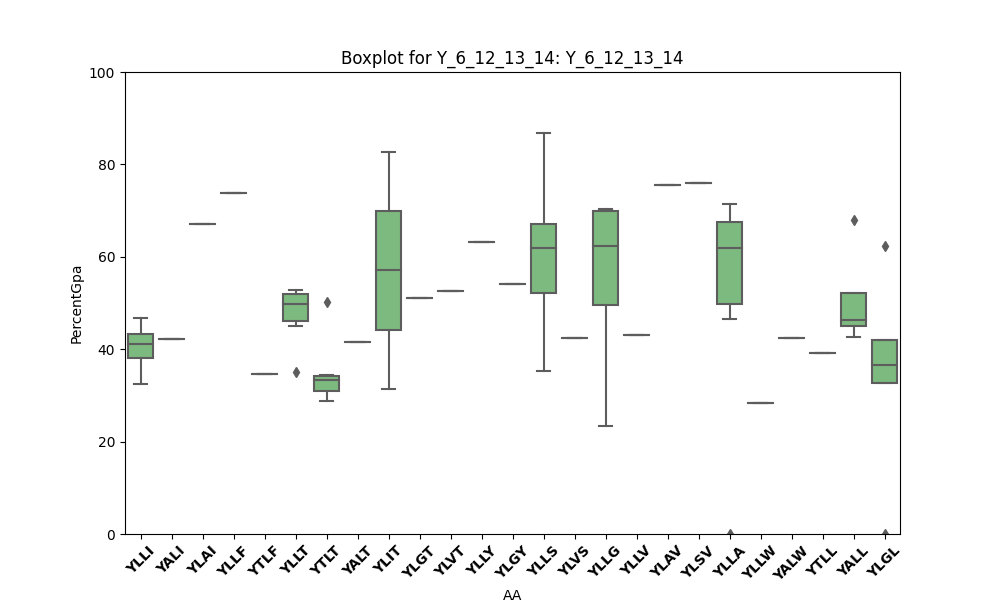 Boxplot for Y_6_12_13_14: Y_6_12_13_14
100
80
60
40
20
0
PercentGpa
YLLI YALI YLAI YLLF YTLF YLLT YTLT YALT YLIT YLGT YLVT YLLY YLGY YLLS YLVS YLLG YLLV YLAV YLSV YLLA YLLW YALW YTLL YALL YLGL
AA